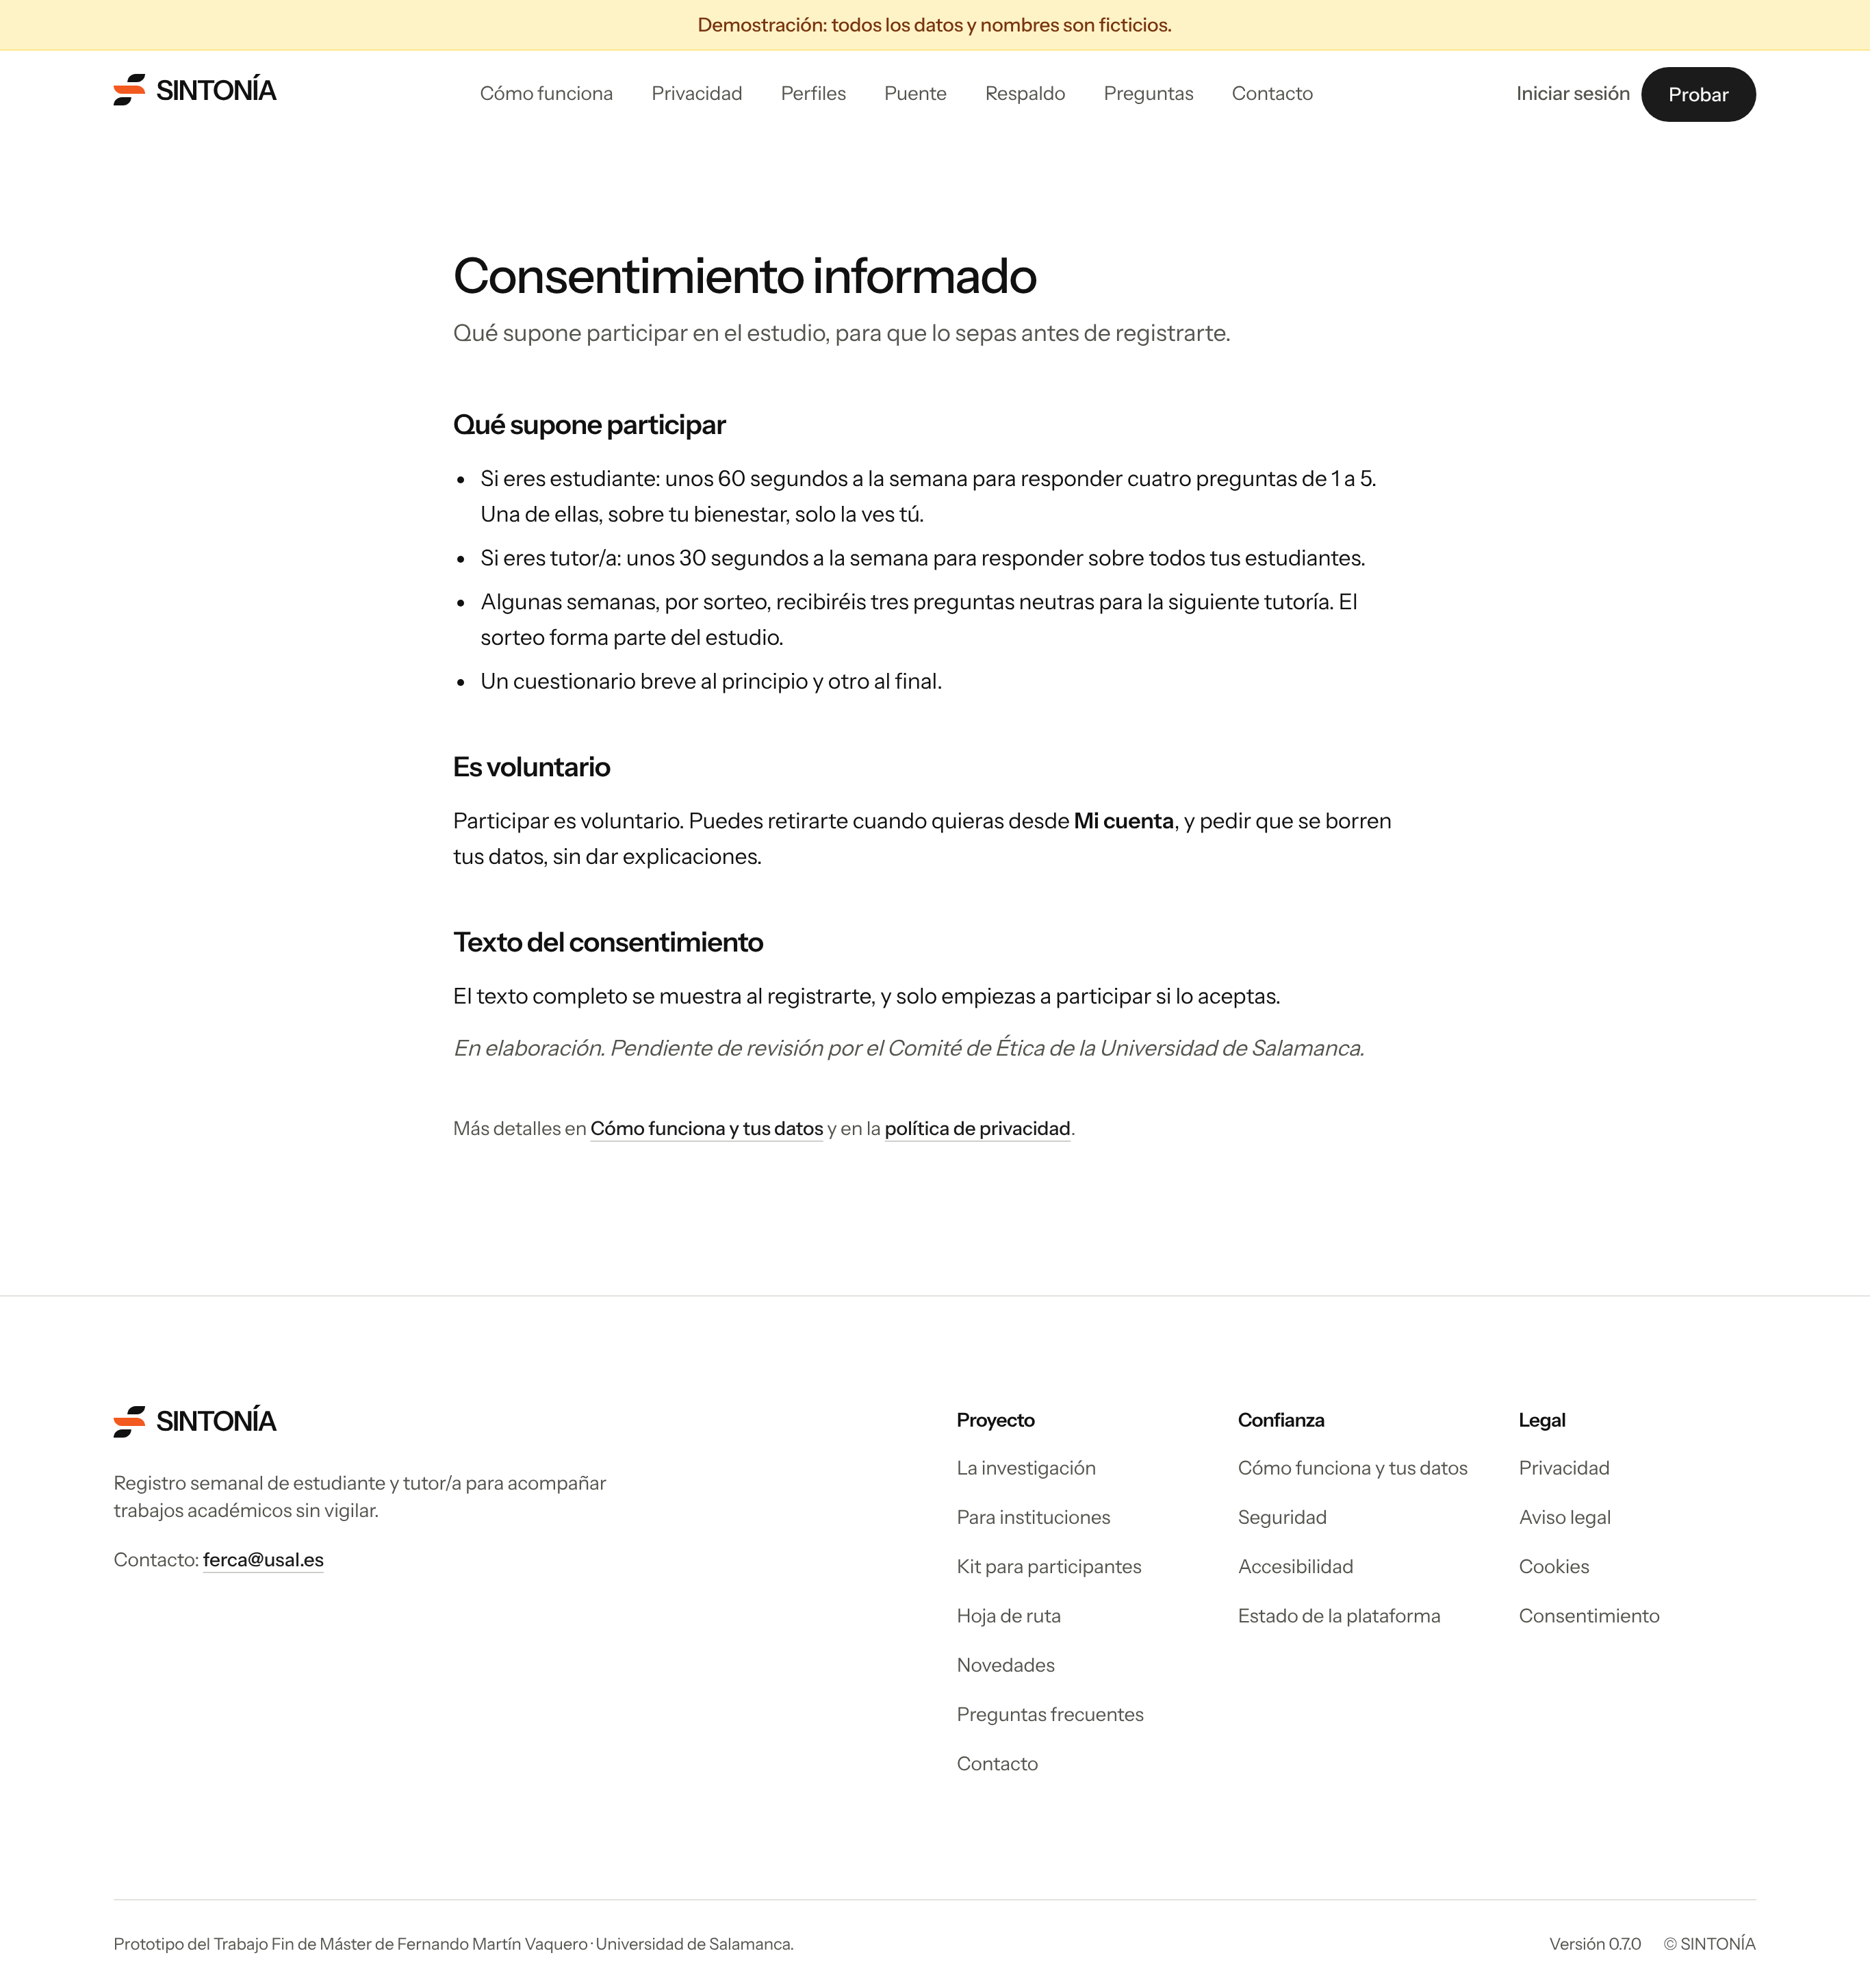 Demostración: todos los datos y nombres son ficticios.
SINTONÍA
Cómo funciona
Privacidad
Perfiles
Puente
Respaldo
Preguntas
Contacto
Iniciar sesión
Probar
Consentimiento informado
Qué supone participar en el estudio, para que lo sepas antes de registrarte.
Qué supone participar
• Si eres estudiante: unos 60 segundos a la semana para responder cuatro preguntas de 1 a 5.
Una de ellas, sobre tu bienestar, solo la ves tú.
• Si eres tutor/a: unos 30 segundos a la semana para responder sobre todos tus estudiantes.
• Algunas semanas, por sorteo, recibiréis tres preguntas neutras para la siguiente tutoría. El
sorteo forma parte del estudio.
• Un cuestionario breve al principio y otro al final.
Es voluntario
Participar es voluntario. Puedes retirarte cuando quieras desde Mi cuenta, y pedir que se borren
tus datos, sin dar explicaciones.
Texto del consentimiento
El texto completo se muestra al registrarte, y solo empiezas a participar si lo aceptas.
En elaboración. Pendiente de revisión por el Comité de Ética de la Universidad de Salamanca.
Más detalles en Cómo funciona y tus datos y en la política de privacidad.
SINTONÍA
Registro semanal de estudiante y tutor/a para acompañar
trabajos académicos sin vigilar.
Contacto: ferca@usal.es
Proyecto
La investigación
Para instituciones
Kit para participantes
Hoja de ruta
Novedades
Preguntas frecuentes
Contacto
Confianza
Cómo funciona y tus datos
Seguridad
Accesibilidad
Estado de la plataforma
Legal
Privacidad
Aviso legal
Cookies
Consentimiento
Prototipo del Trabajo Fin de Máster de Fernando Martín Vaquero · Universidad de Salamanca.
Versión 0.7.0
© SINTONÍA